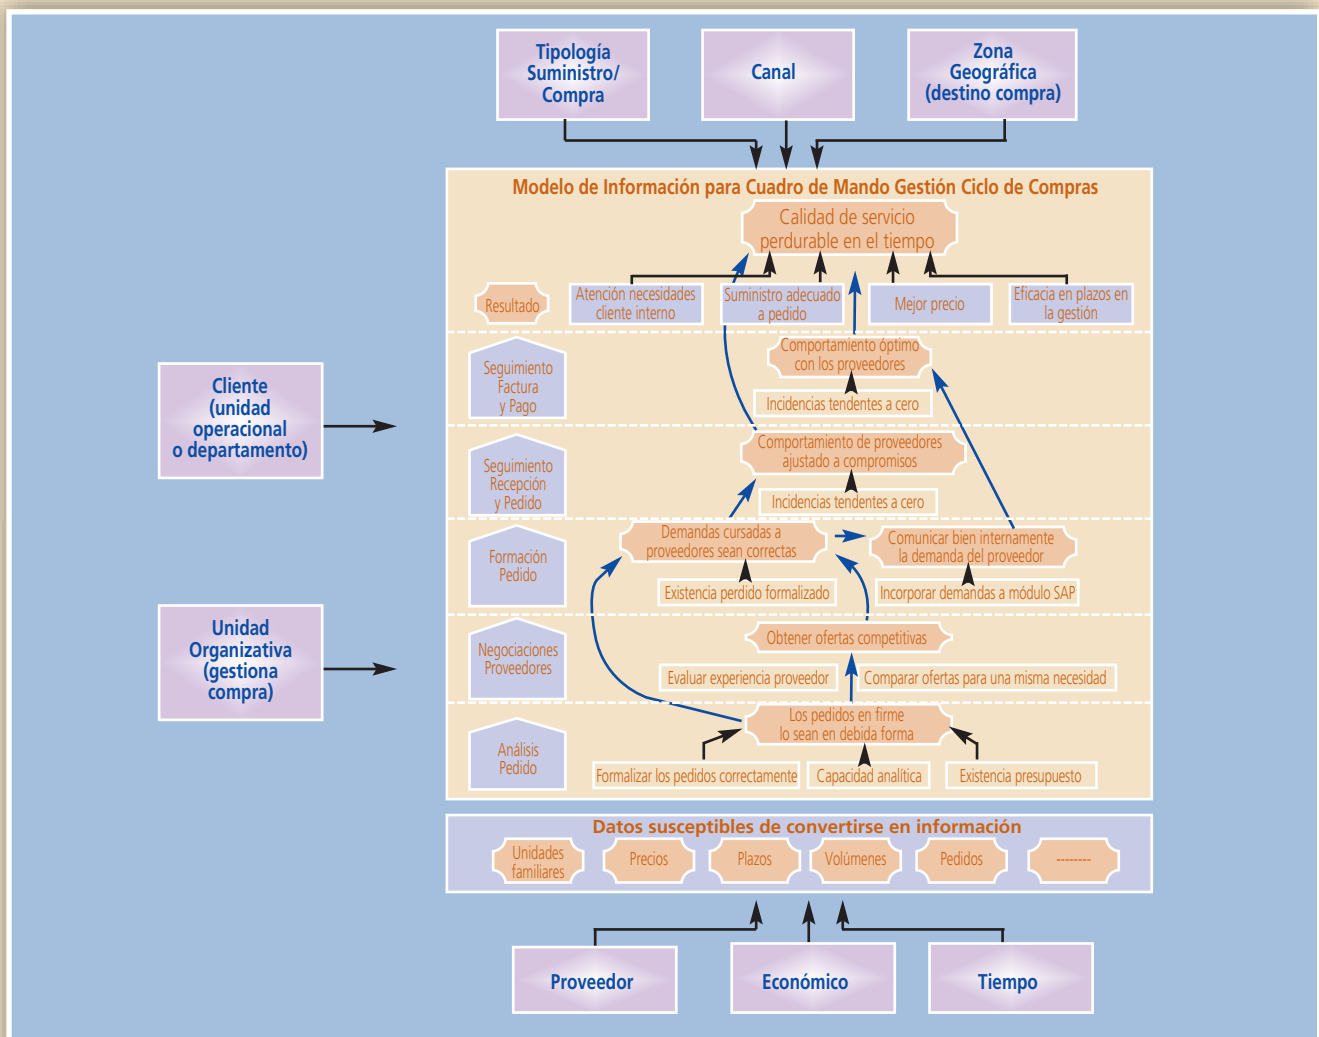 Tipología
Suministro/
Compra
Canal
Zona
Geográfica
(destino compra)
Modelo de Información para Cuadro de Mando Gestión Ciclo de Compras
Calidad de servicio
perdurable en el tiempo
Resultado
Atención necesidades
cliente interno
Suministro adecuado
a pedido
Mejor precio
Eficacia en plazos en
la gestión
Seguimiento
Factura
y Pago
Comportamiento óptimo
con los proveedores
Incidencias tendentes a cero
Cliente
(unidad
operacional
o departamento)
Seguimiento
Recepción
y Pedido
Comportamiento de proveedores
ajustado a compromisos
Incidencias tendentes a cero
Formación
Pedido
Demandas cursadas a
proveedores sean correctas
Comunicar bien internamente
la demanda del proveedor
Existencia perdido formalizado
Incorporar demandas a módulo SAP
Unidad
Organizativa
(gestiona
compra)
Negociaciones
Proveedores
Obtener ofertas competitivas
Evaluar experiencia proveedor
Comparar ofertas para una misma necesidad
Análisis
Pedido
Los pedidos en firme
lo sean en debida forma
Formalizar los pedidos correctamente
Capacidad analítica
Existencia presupuesto
Datos susceptibles de convertirse en información
Unidades
familiares
Precios
Plazos
Volúmenes
Pedidos
--------
Proveedor
Económico
Tiempo